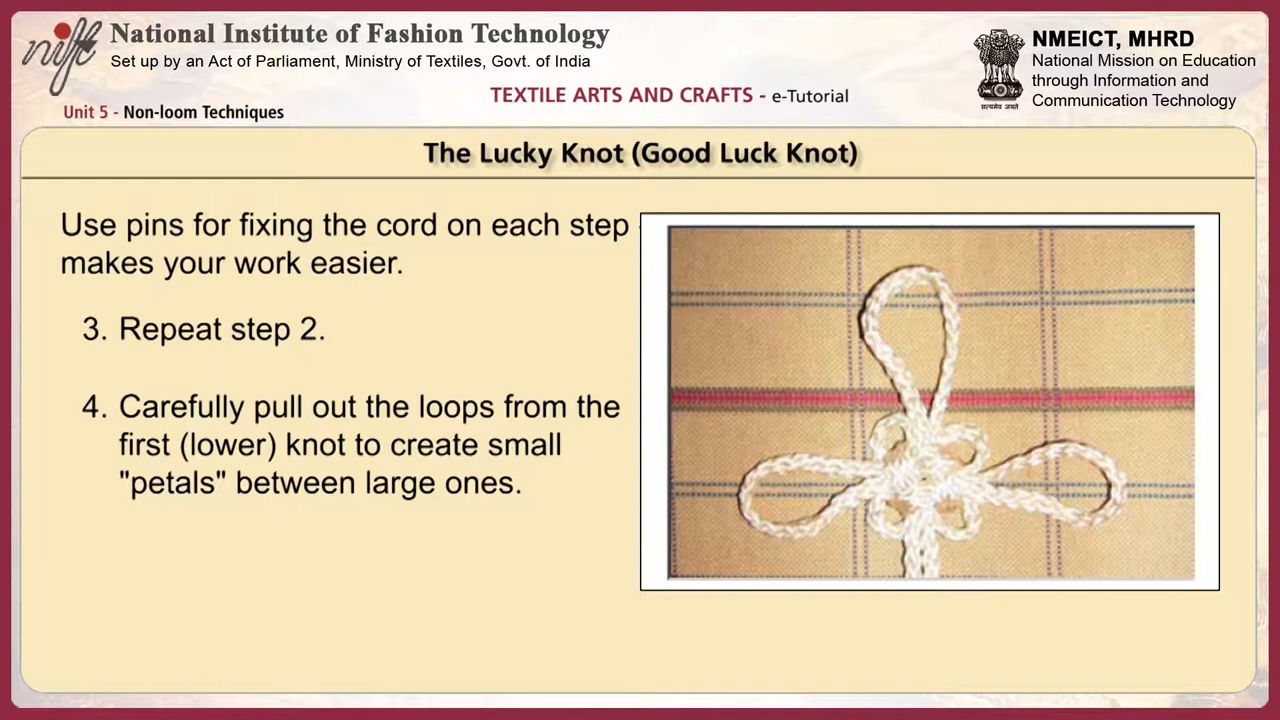 nift
National Institute of Fashion Technology
Set up by an Act of Parliament, Ministry of Textiles, Govt. of India
NMEICT, MHRD
National Mission on Education
through Information and
Communication Technology
सत्यमेव जयते
TEXTILE ARTS AND CRAFTS - e-Tutorial
Unit 5 - Non-loom Techniques
The Lucky Knot (Good Luck Knot)
Use pins for fixing the cord on each step
makes your work easier.
3. Repeat step 2.
4. Carefully pull out the loops from the
first (lower) knot to create small
"petals" between large ones.